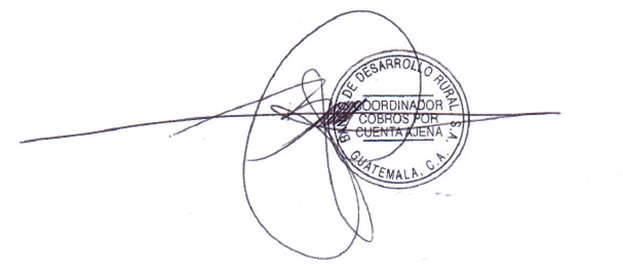 BANCO DE DESARROLLO RURAL, S.A.
COORDINADOR
COBROS POR
CUENTA AJENA
GUATEMALA, C.A.